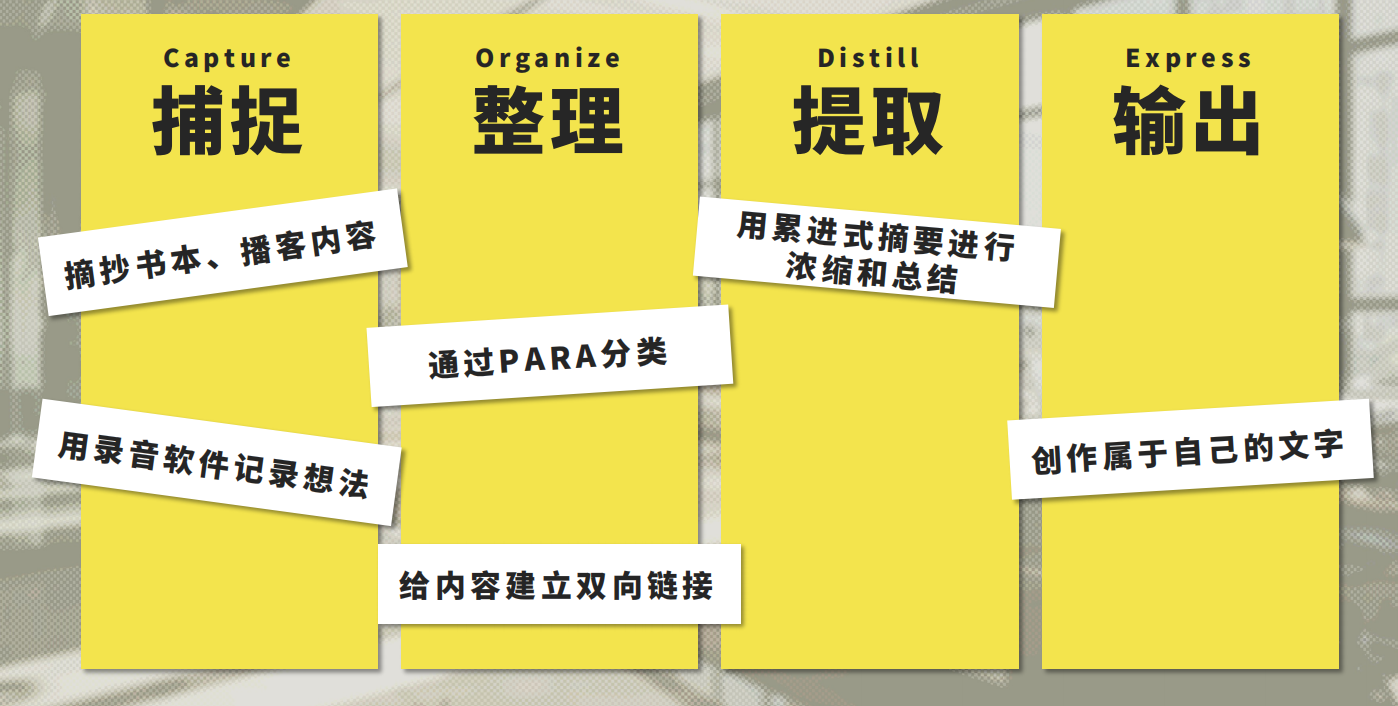 Capture
捕捉
摘抄书本、播客内容
用录音软件记录想法
Organize
整理
通过PARA分类
给内容建立双向链接
Distill
提取
用累进式摘要进行
浓缩和总结
Express
输出
创作属于自己的文字